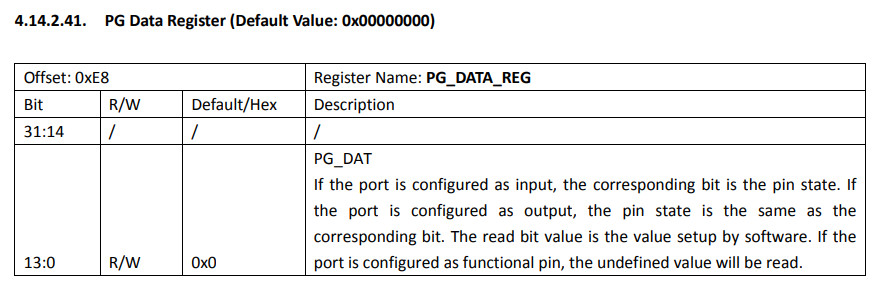 4.14.2.41. PG Data Register (Default Value: 0x00000000)
Offset: 0xE8 Register Name: PG_DATA_REG
Bit R/W Default/Hex Description
31:14 / / /
PG_DAT
If the port is configured as input, the corresponding bit is the pin state. If
the port is configured as output, the pin state is the same as the
corresponding bit. The read bit value is the value setup by software. If the
13:0 R/W 0x0 port is configured as functional pin, the undefined value will be read.